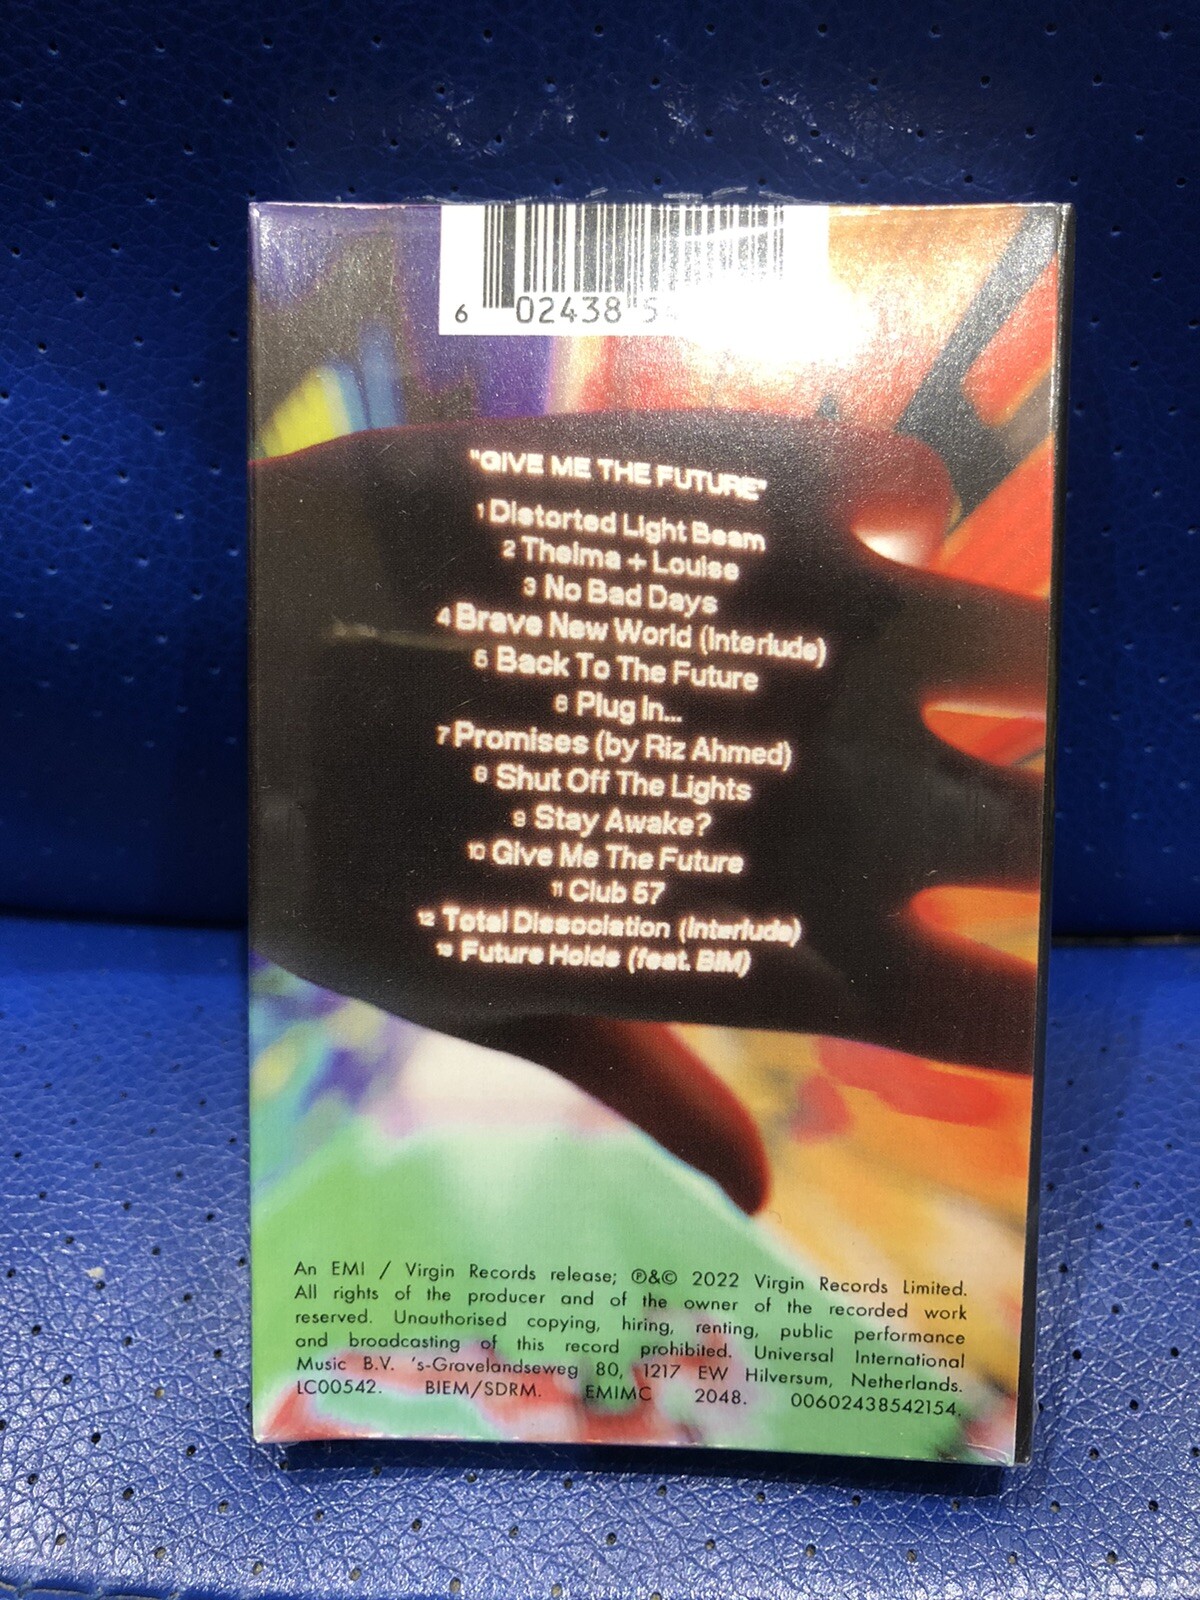 6 02438 5
"GIVE ME THE FUTURE"
1 Distorted Light Beam
2 Thelma + Louise
3 No Bad Days
4 Brave New World (Interlude)
5 Back To The Future
6 Plug In...
7 Promises (by Riz Ahmed)
8 Shut Off The Lights
9 Stay Awake?
10 Give Me The Future
11 Club 57
12 Total Dissociation (Interlude)
13 Future Holds (feat. BIM)
An EMI / Virgin Records release; ℗&© 2022 Virgin Records Limited.
All rights of the producer and of the owner of the recorded work
reserved. Unauthorised copying, hiring, renting, public performance
and broadcasting of this record prohibited. Universal International
Music B.V. 's-Gravelandseweg 80, 1217 EW Hilversum, Netherlands.
LC00542. BIEM/SDRM. EMIMC 2048. 00602438542154.